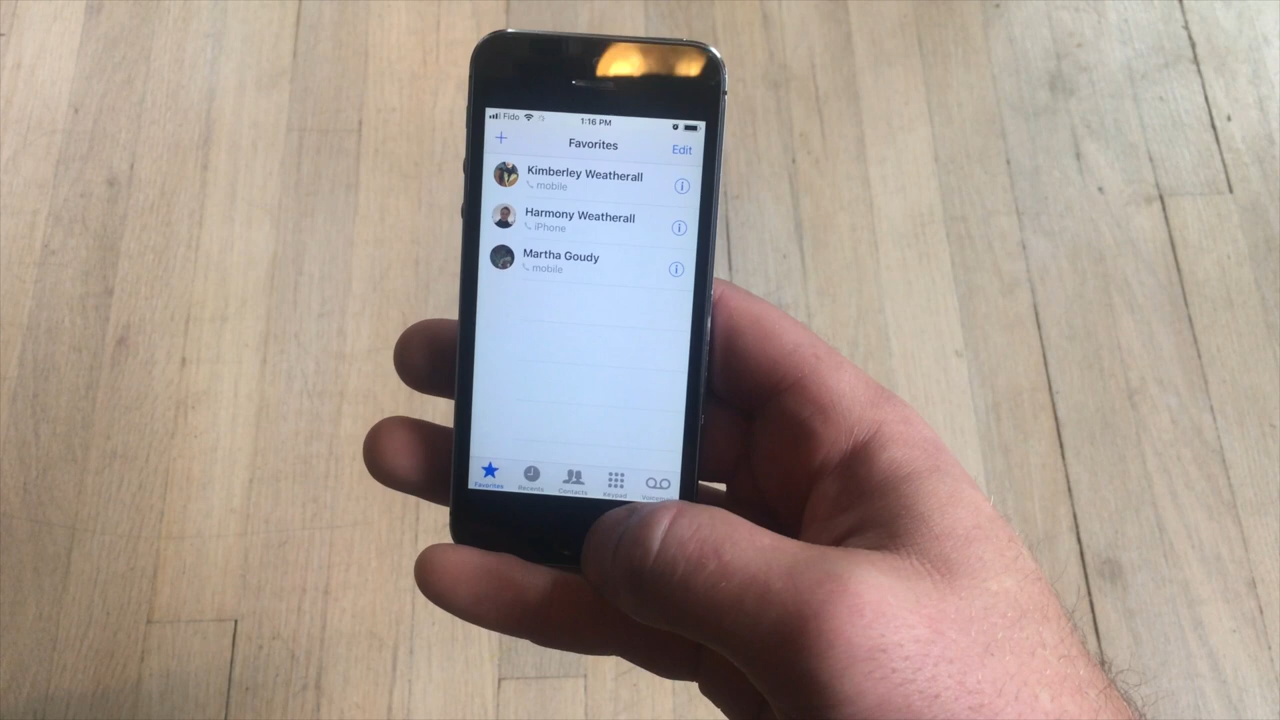 Fido 1:16 PM
Favorites Edit
Kimberley Weatherall
mobile
Harmony Weatherall
iPhone
Martha Goudy
mobile
Favorites Recents Contacts Keypad Voicemail